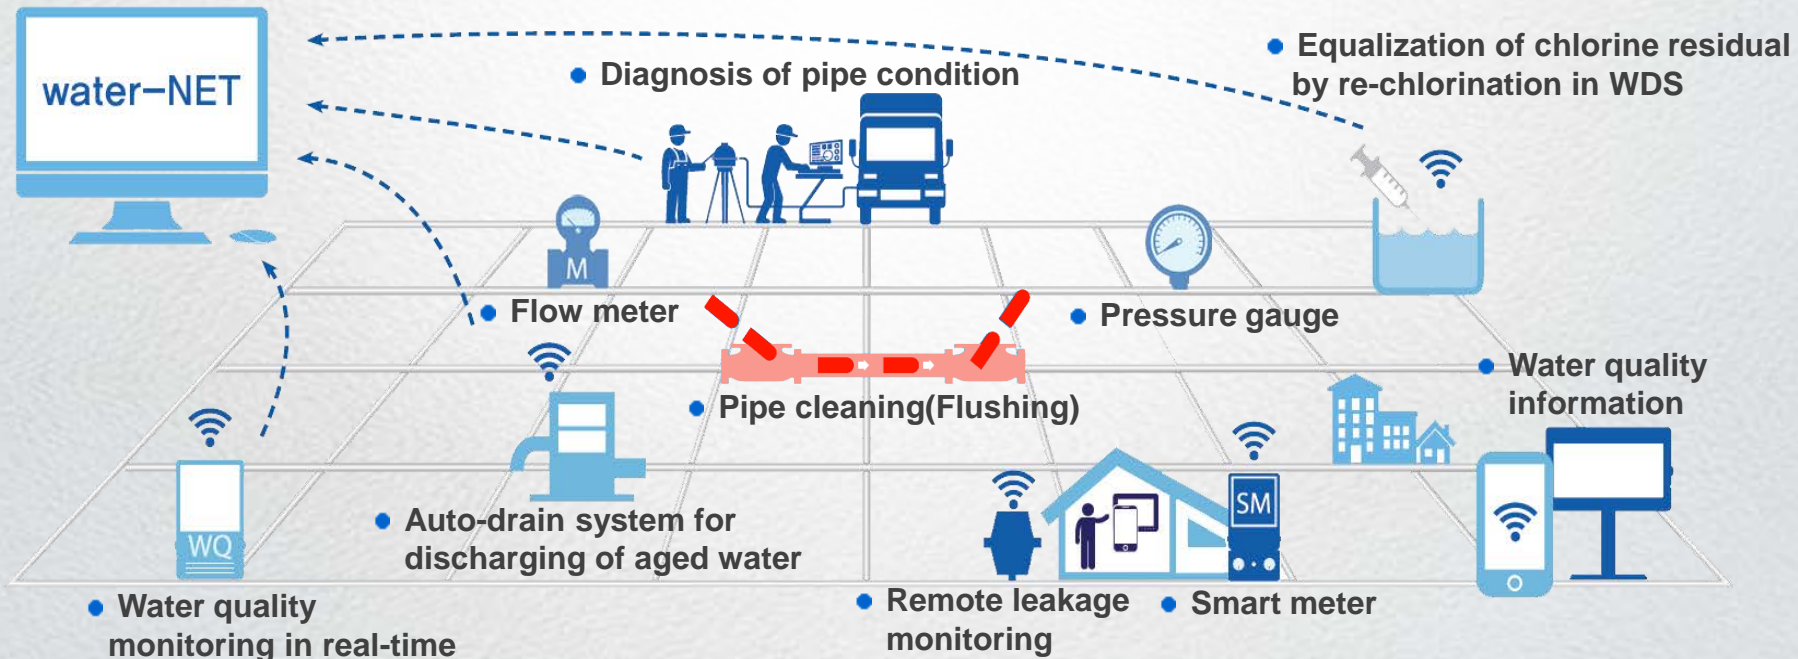 water-NET
Diagnosis of pipe condition
Equalization of chlorine residual
by re-chlorination in WDS
M
Flow meter
Pressure gauge
Pipe cleaning(Flushing)
Water quality
information
WQ
Auto-drain system for
discharging of aged water
SM
Water quality
monitoring in real-time
Remote leakage
monitoring
Smart meter